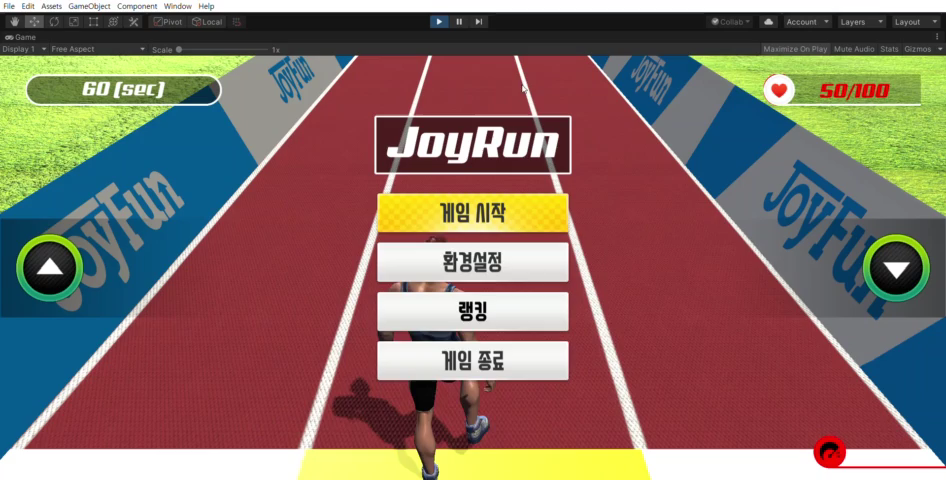 File Edit Assets GameObject Component Window Help
Pivot Local Collab Account Layers Layout
Game
Display 1 Free Aspect Scale 1x Maximize On Play Mute Audio Stats Gizmos
JoyFun
JoyFun
60 (sec)
50/100
JoyRun
게임 시작
JoyFun
JoyFun
환경설정
랭킹
게임 종료